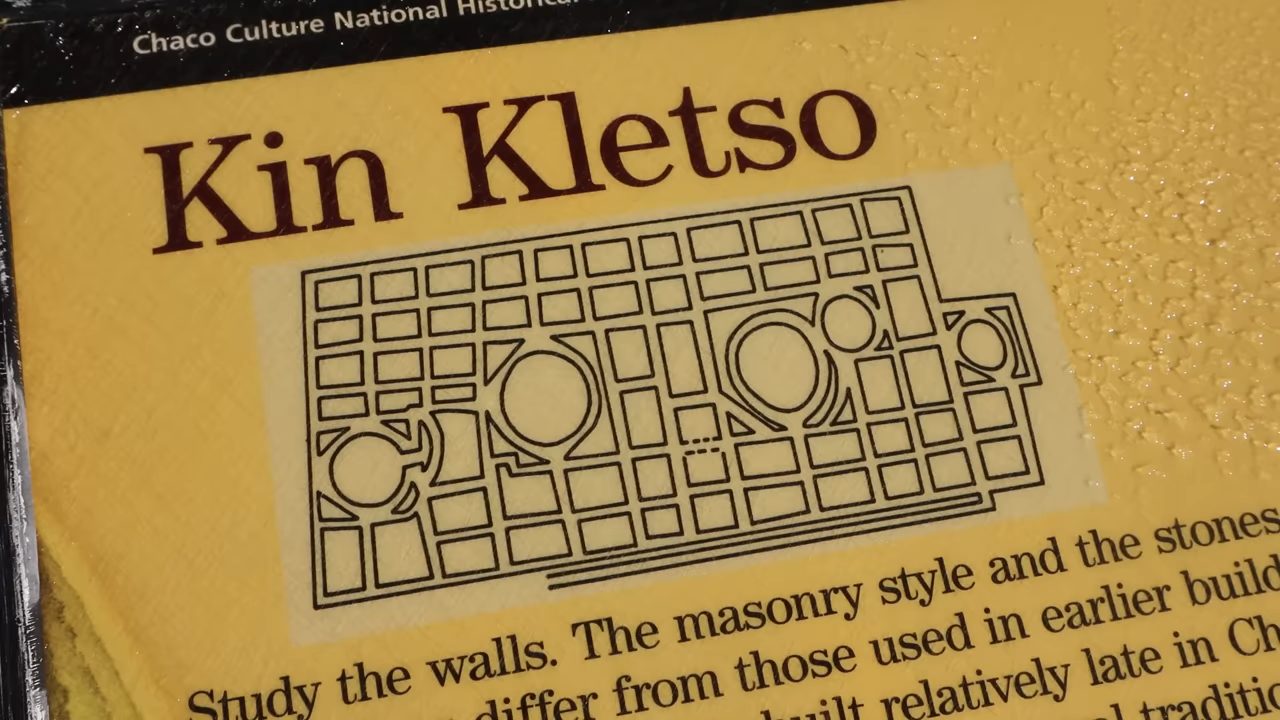 Chaco Culture National Historical
Kin Kletso
Study the walls. The masonry style and the stones
differ from those used in earlier build
built relatively late in Ch
traditio